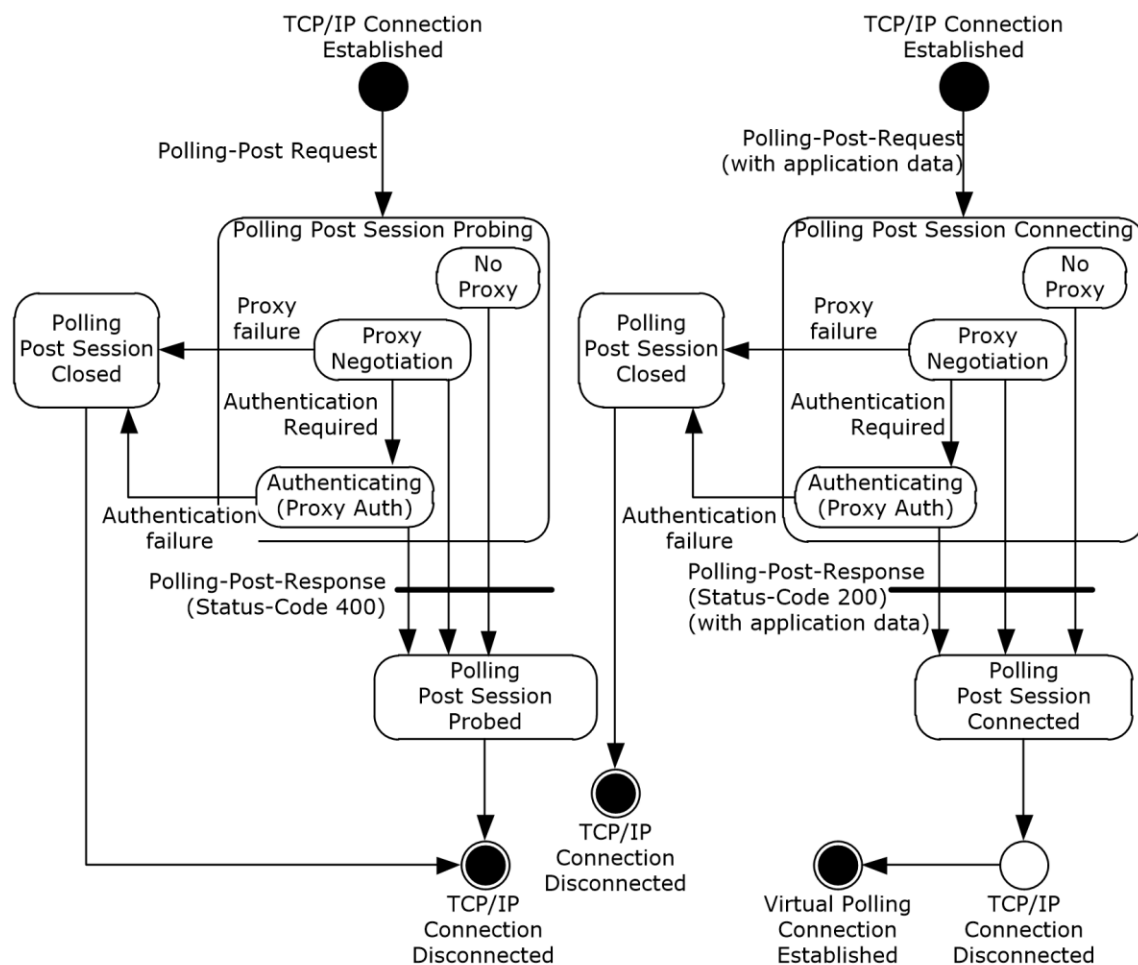 TCP/IP Connection
Established
Polling-Post Request
Polling Post Session Probing
No
Proxy
Proxy
failure
Polling
Post Session
Closed
Proxy
Negotiation
Authentication
Required
Authenticating
(Proxy Auth)
Authentication
failure
Polling-Post-Response
(Status-Code 400)
Polling
Post Session
Probed
TCP/IP
Connection
Disconnected
TCP/IP Connection
Established
Polling-Post-Request
(with application data)
Polling Post Session Connecting
No
Proxy
Proxy
failure
Polling
Post Session
Closed
Proxy
Negotiation
Authentication
Required
Authenticating
(Proxy Auth)
Authentication
failure
Polling-Post-Response
(Status-Code 200)
(with application data)
Polling
Post Session
Connected
TCP/IP
Connection
Disconnected
Virtual Polling
Connection
Established
TCP/IP
Connection
Disconnected